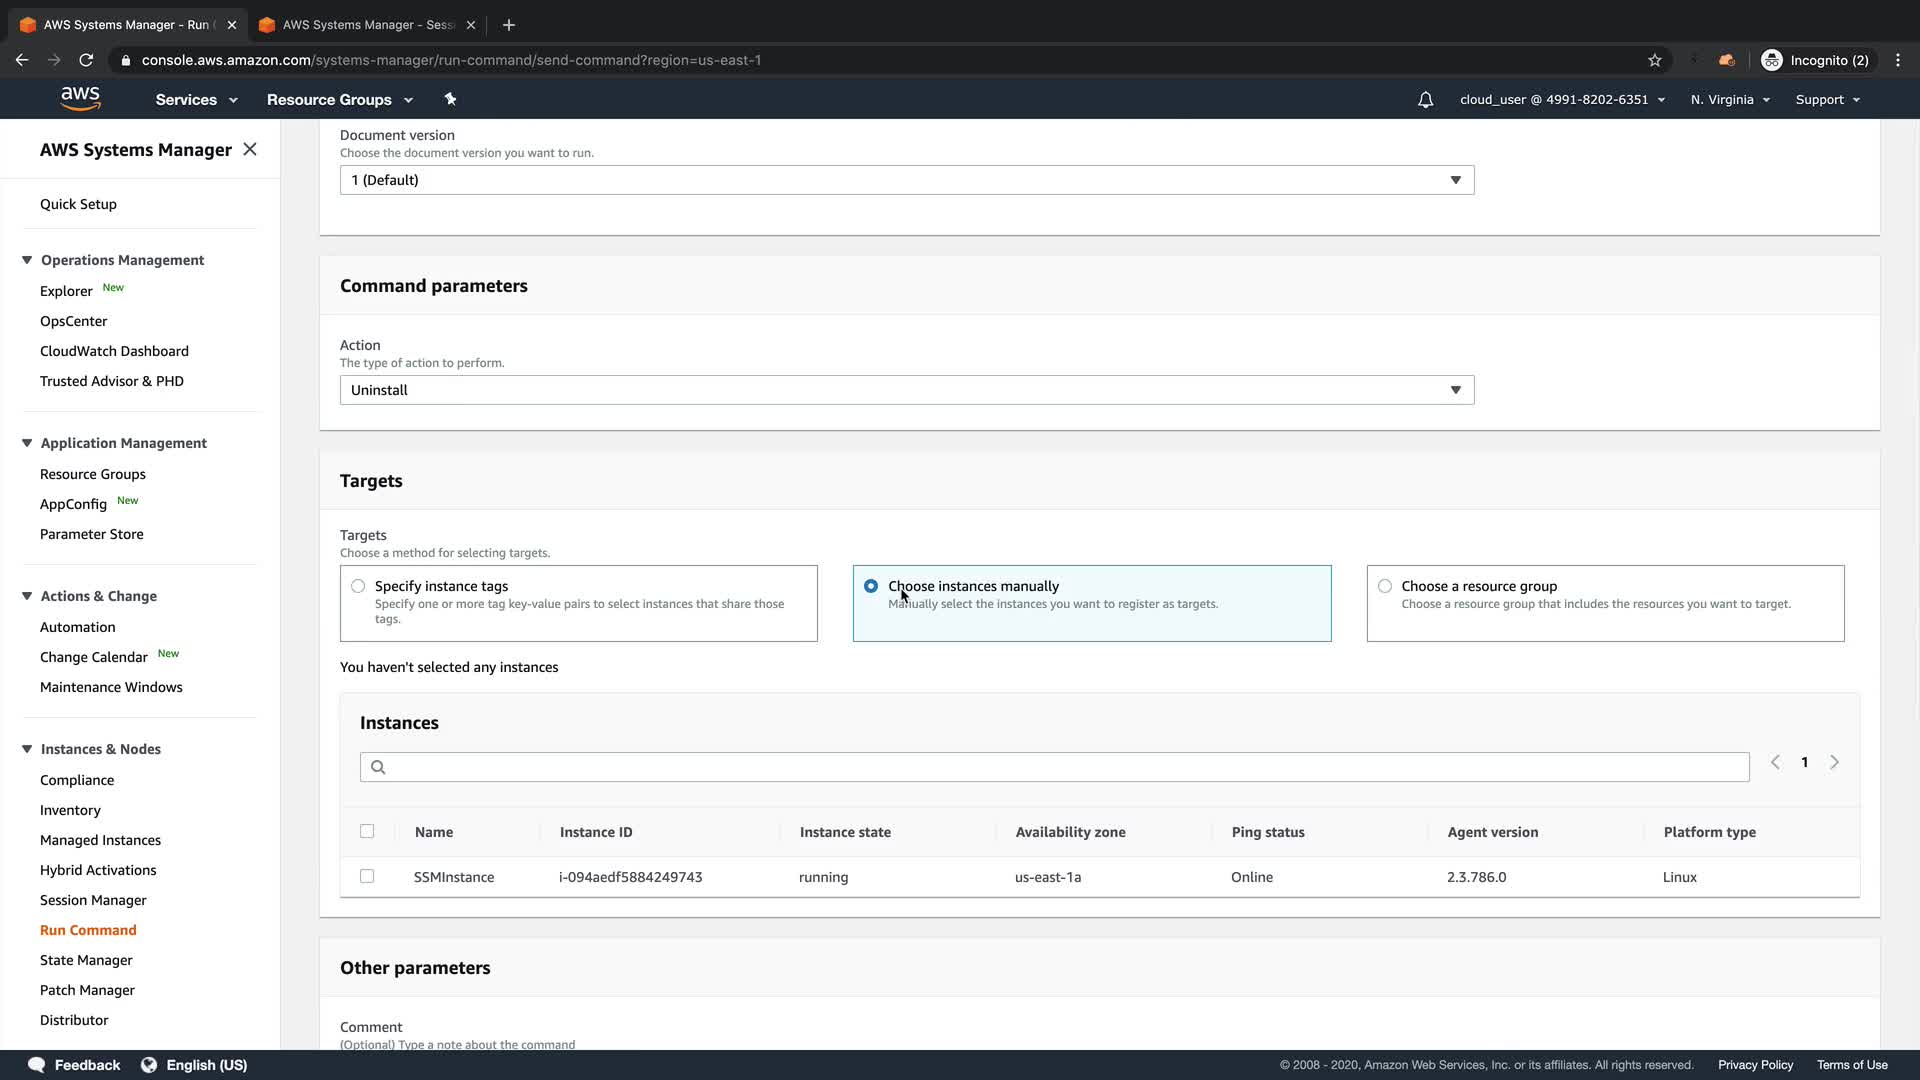 AWS Systems Manager - Run
AWS Systems Manager - Sess
console.aws.amazon.com/systems-manager/run-command/send-command?region=us-east-1
Incognito (2)
aws
Services
Resource Groups
cloud_user @ 4991-8202-6351
N. Virginia
Support
AWS Systems Manager
Quick Setup
Operations Management
Explorer New
OpsCenter
CloudWatch Dashboard
Trusted Advisor & PHD
Application Management
Resource Groups
AppConfig New
Parameter Store
Actions & Change
Automation
Change Calendar New
Maintenance Windows
Instances & Nodes
Compliance
Inventory
Managed Instances
Hybrid Activations
Session Manager
Run Command
State Manager
Patch Manager
Distributor
Document version
Choose the document version you want to run.
1 (Default)
Command parameters
Action
The type of action to perform.
Uninstall
Targets
Targets
Choose a method for selecting targets.
Specify instance tags
Specify one or more tag key-value pairs to select instances that share those
tags.
Choose instances manually
Manually select the instances you want to register as targets.
Choose a resource group
Choose a resource group that includes the resources you want to target.
You haven't selected any instances
Instances
1
Name Instance ID Instance state Availability zone Ping status Agent version Platform type
SSMInstance i-094aedf5884249743 running us-east-1a Online 2.3.786.0 Linux
Other parameters
Comment
(Optional) Type a note about the command
Feedback
English (US)
© 2008 - 2020, Amazon Web Services, Inc. or its affiliates. All rights reserved.
Privacy Policy
Terms of Use